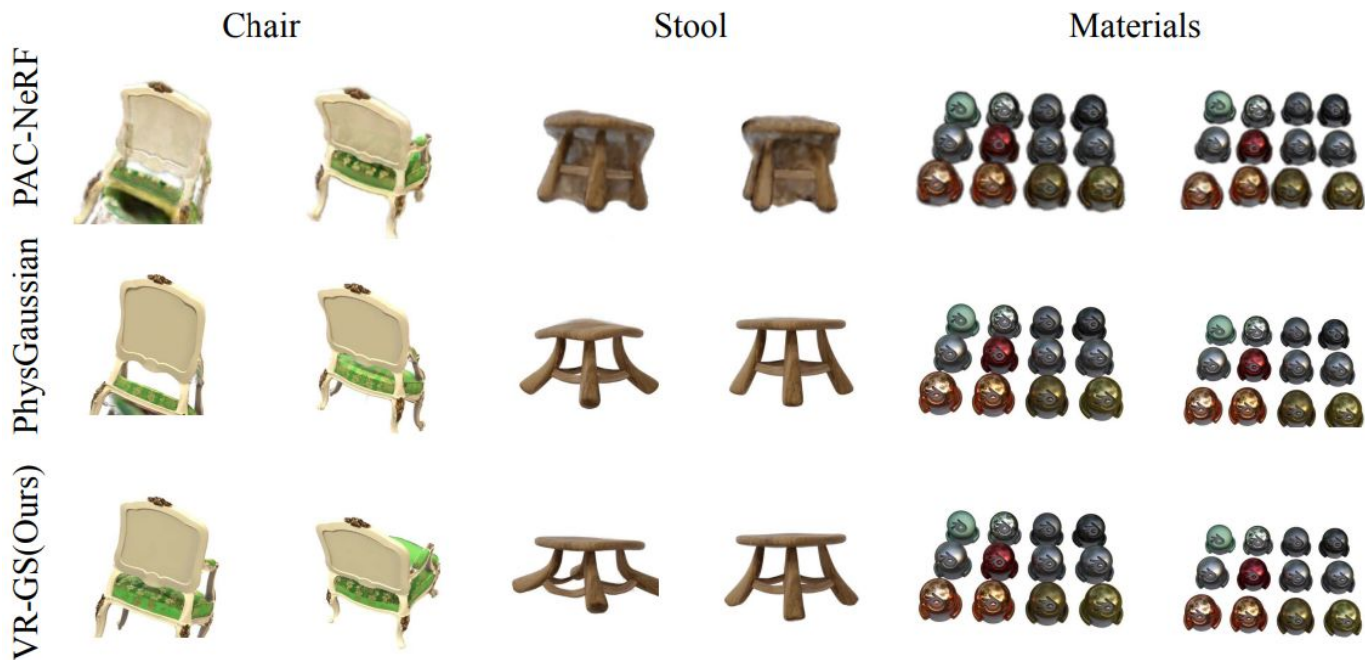 Chair
Stool
Materials
PAC-NeRF
PhysGaussian
VR-GS(Ours)